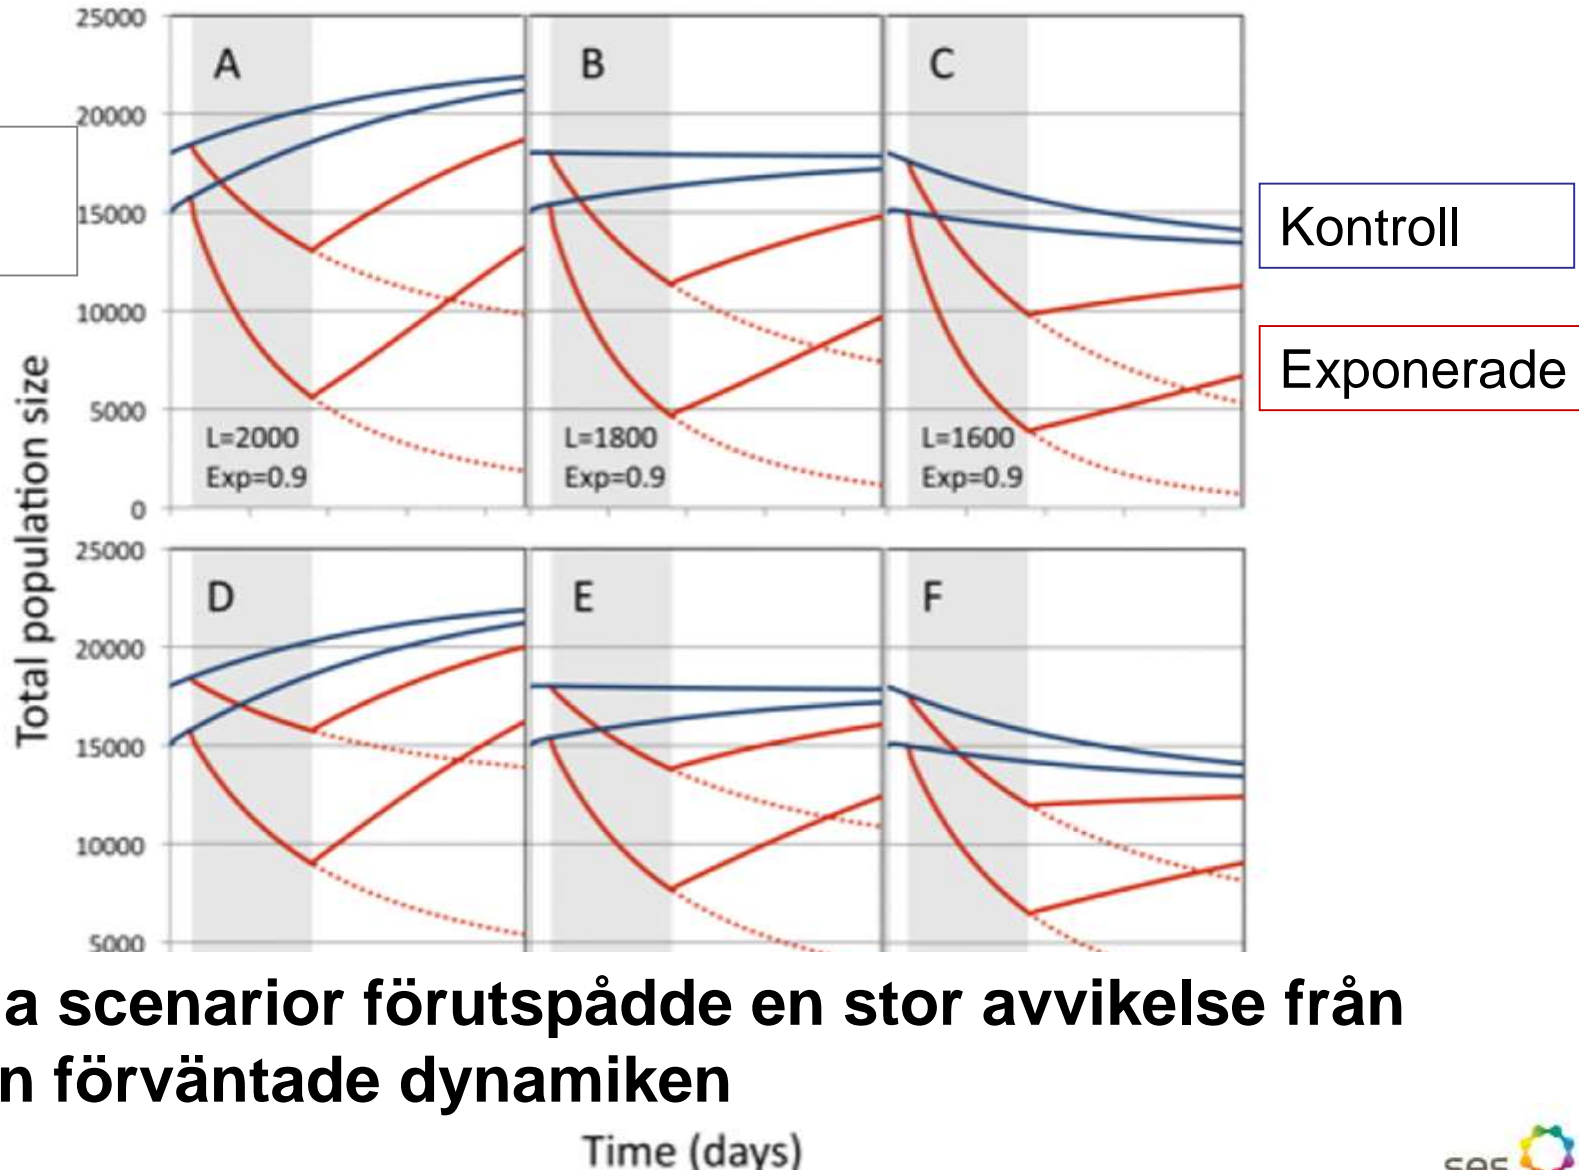 25000
A
B
C
20000
15000
10000
5000
0
L=2000
Exp=0.9
L=1800
Exp=0.9
L=1600
Exp=0.9
Kontroll
Exponerade
Total population size
25000
D
E
F
20000
15000
10000
5000
a scenarior förutspådde en stor avvikelse från
n förväntade dynamiken
Time (days)
ses